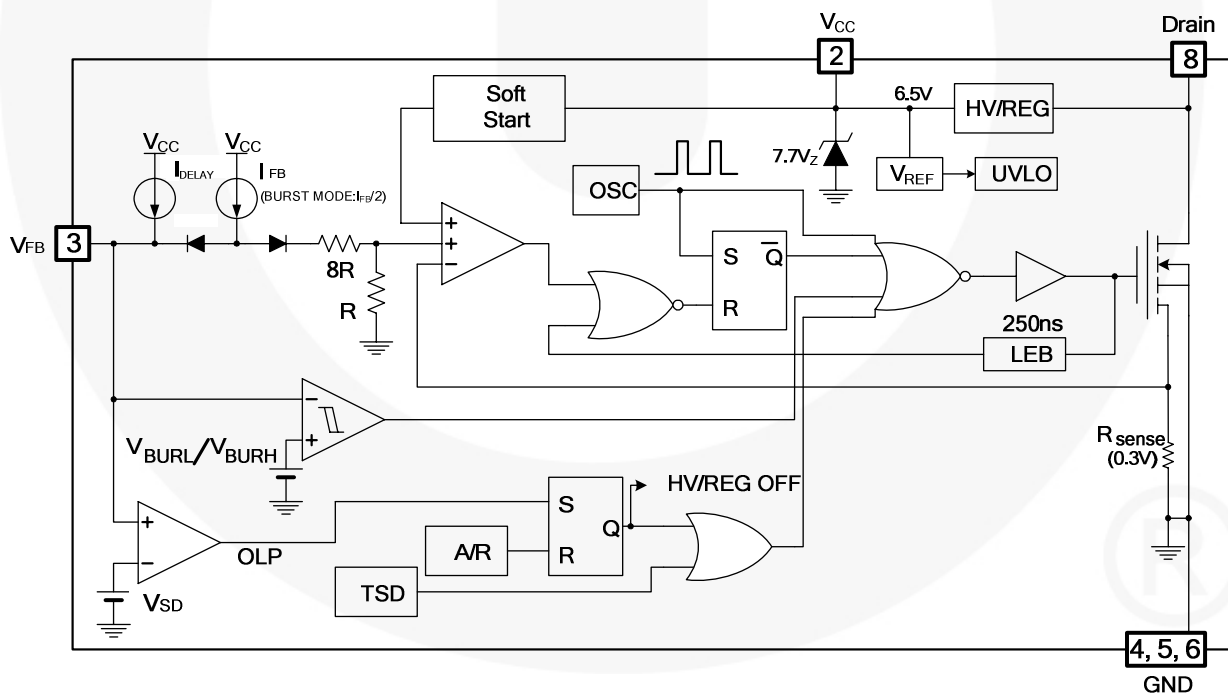 VCC
2
Drain
8
Soft
Start
6.5V
HV/REG
VCC
VCC
IDELAY
IFB
(BURST MODE:IFB/2)
7.7VZ
VREF
UVLO
OSC
VFB
3
+
+
-
8R
R
S
Q
R
250ns
LEB
-
+
VBURL/VBURH
Rsense
(0.3V)
HV/REG OFF
S
Q
R
+
-
OLP
A/R
VSD
TSD
®
4, 5, 6
GND